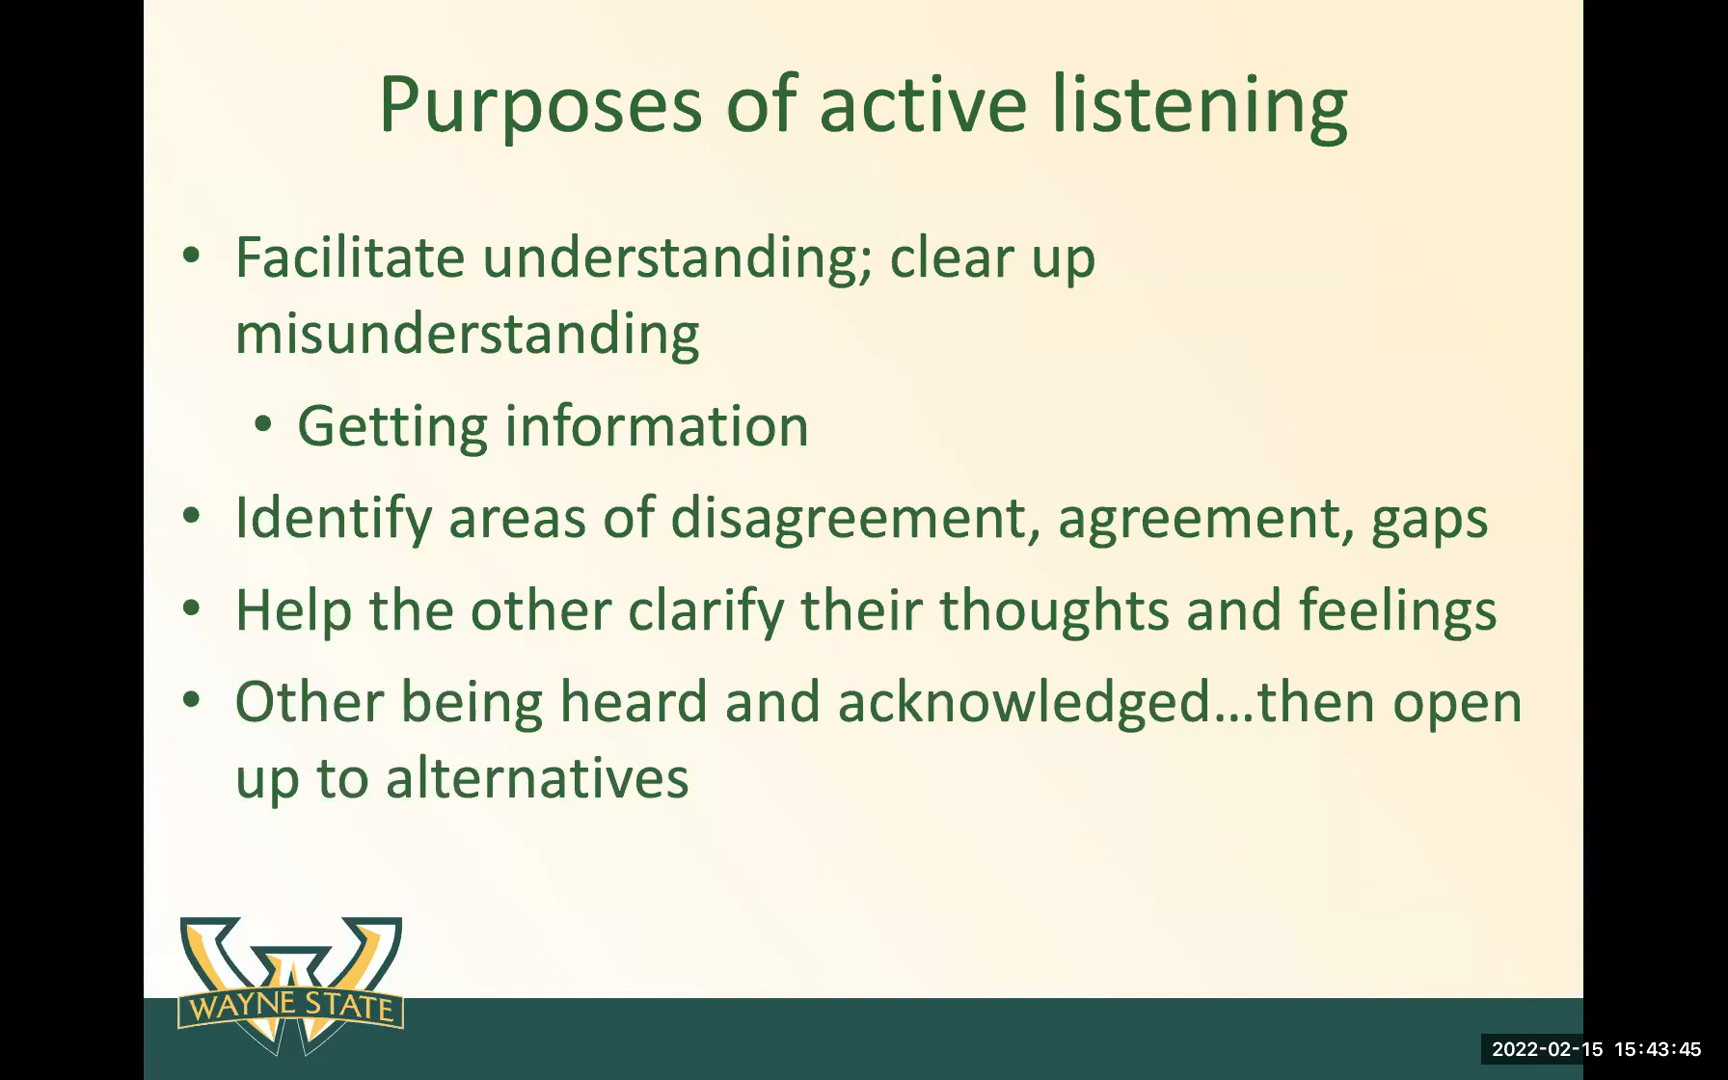 Purposes of active listening
• Facilitate understanding; clear up
misunderstanding
• Getting information
• Identify areas of disagreement, agreement, gaps
• Help the other clarify their thoughts and feelings
• Other being heard and acknowledged...then open
up to alternatives
WAYNE STATE
2022-02-15 15:43:45